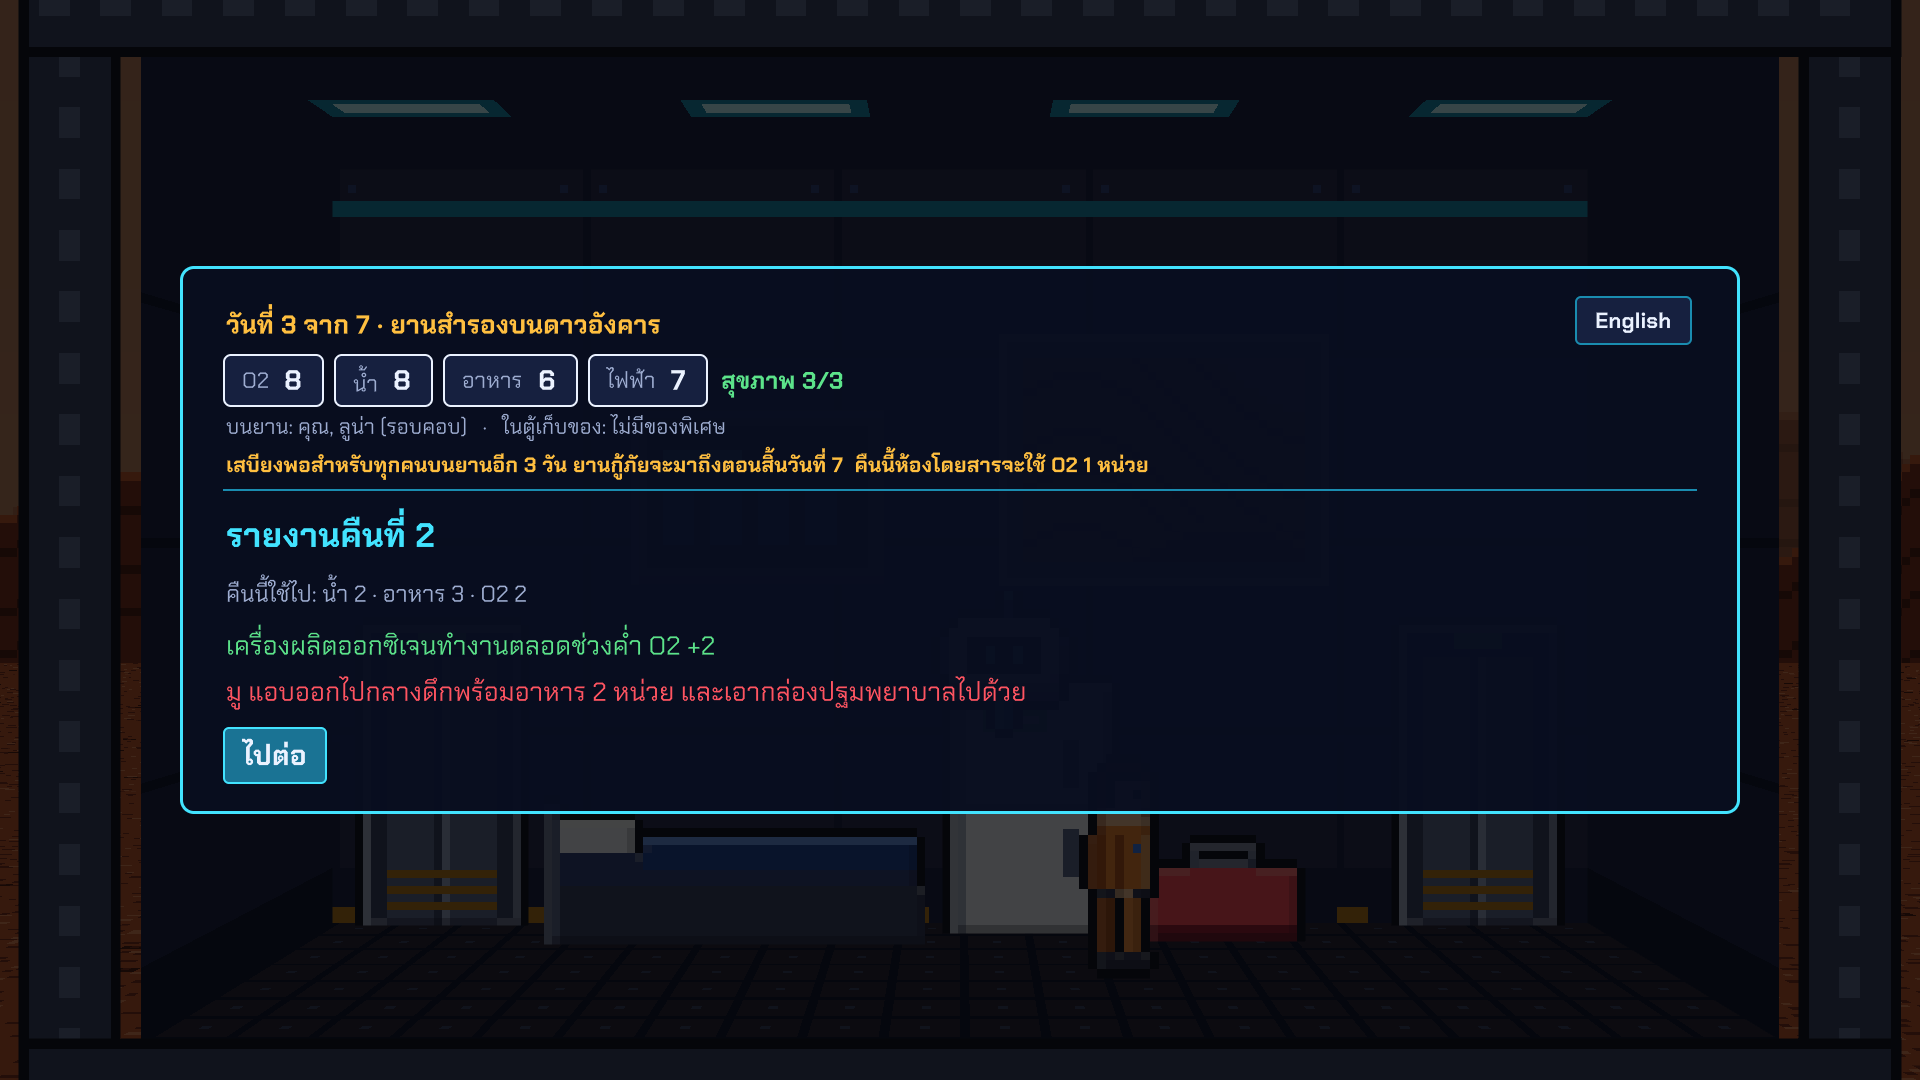 วันที่ 3 จาก 7 · ยานสำรองบนดาวอังคาร
English
O2 8 น้ำ 8 อาหาร 6 ไฟฟ้า 7 สุขภาพ 3/3
บนยาน: คุณ, ลูน่า (รอบคอบ) · ในตู้เก็บของ: ไม่มีของพิเศษ
เสบียงพอสำหรับทุกคนบนยานอีก 3 วัน ยานกู้ภัยจะมาถึงตอนสิ้นวันที่ 7 คืนนี้ห้องโดยสารจะใช้ O2 1 หน่วย
รายงานคืนที่ 2
คืนนี้ใช้ไป: น้ำ 2 · อาหาร 3 · O2 2
เครื่องผลิตออกซิเจนทำงานตลอดช่วงค่ำ O2 +2
มู แอบออกไปกลางดึกพร้อมอาหาร 2 หน่วย และเอากล่องปฐมพยาบาลไปด้วย
ไปต่อ